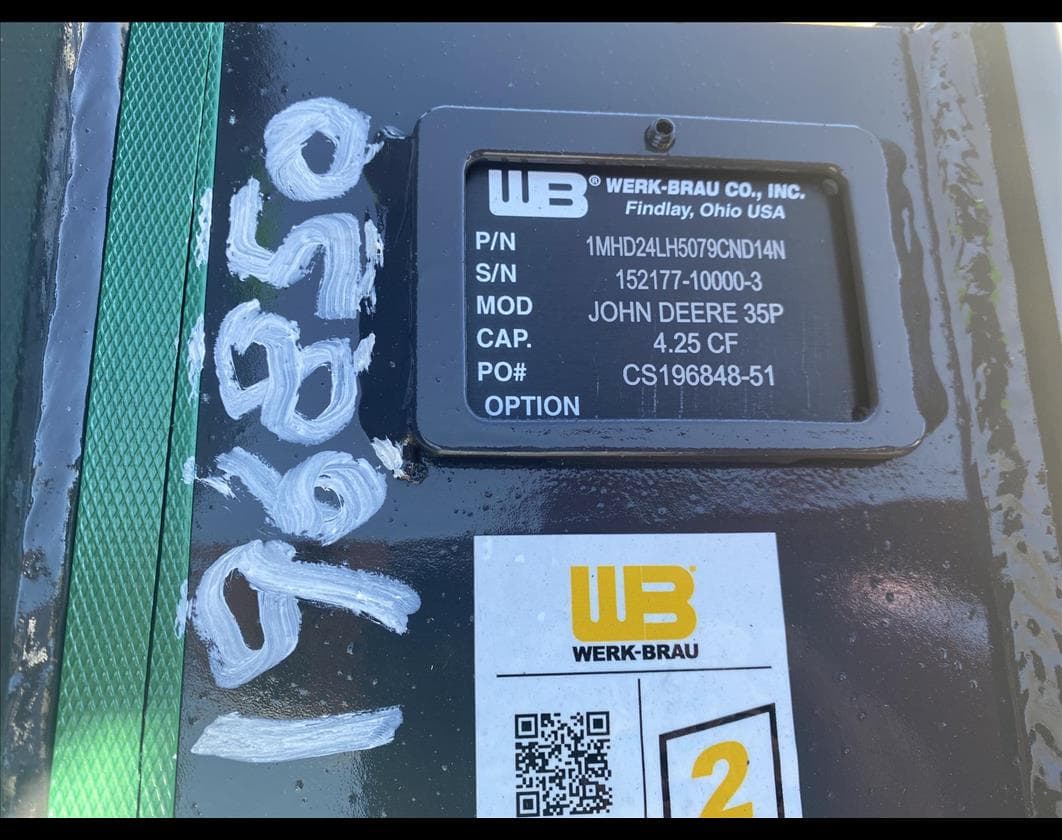 WB® WERK-BRAU CO., INC.
Findlay, Ohio USA
P/N 1MHD24LH5079CND14N
S/N 152177-10000-3
MOD JOHN DEERE 35P
CAP. 4.25 CF
PO# CS196848-51
OPTION
196850
WB
WERK-BRAU
2